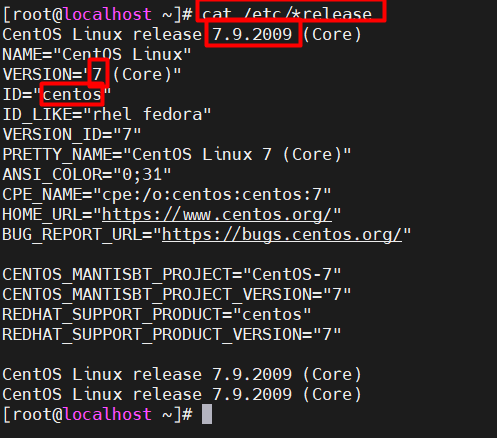 [root@localhost ~]# cat /etc/*release
CentOS Linux release 7.9.2009 (Core)
NAME="CentOS Linux"
VERSION="7 (Core)"
ID="centos"
ID_LIKE="rhel fedora"
VERSION_ID="7"
PRETTY_NAME="CentOS Linux 7 (Core)"
ANSI_COLOR="0;31"
CPE_NAME="cpe:/o:centos:centos:7"
HOME_URL="https://www.centos.org/"
BUG_REPORT_URL="https://bugs.centos.org/"

CENTOS_MANTISBT_PROJECT="CentOS-7"
CENTOS_MANTISBT_PROJECT_VERSION="7"
REDHAT_SUPPORT_PRODUCT="centos"
REDHAT_SUPPORT_PRODUCT_VERSION="7"

CentOS Linux release 7.9.2009 (Core)
CentOS Linux release 7.9.2009 (Core)
[root@localhost ~]#